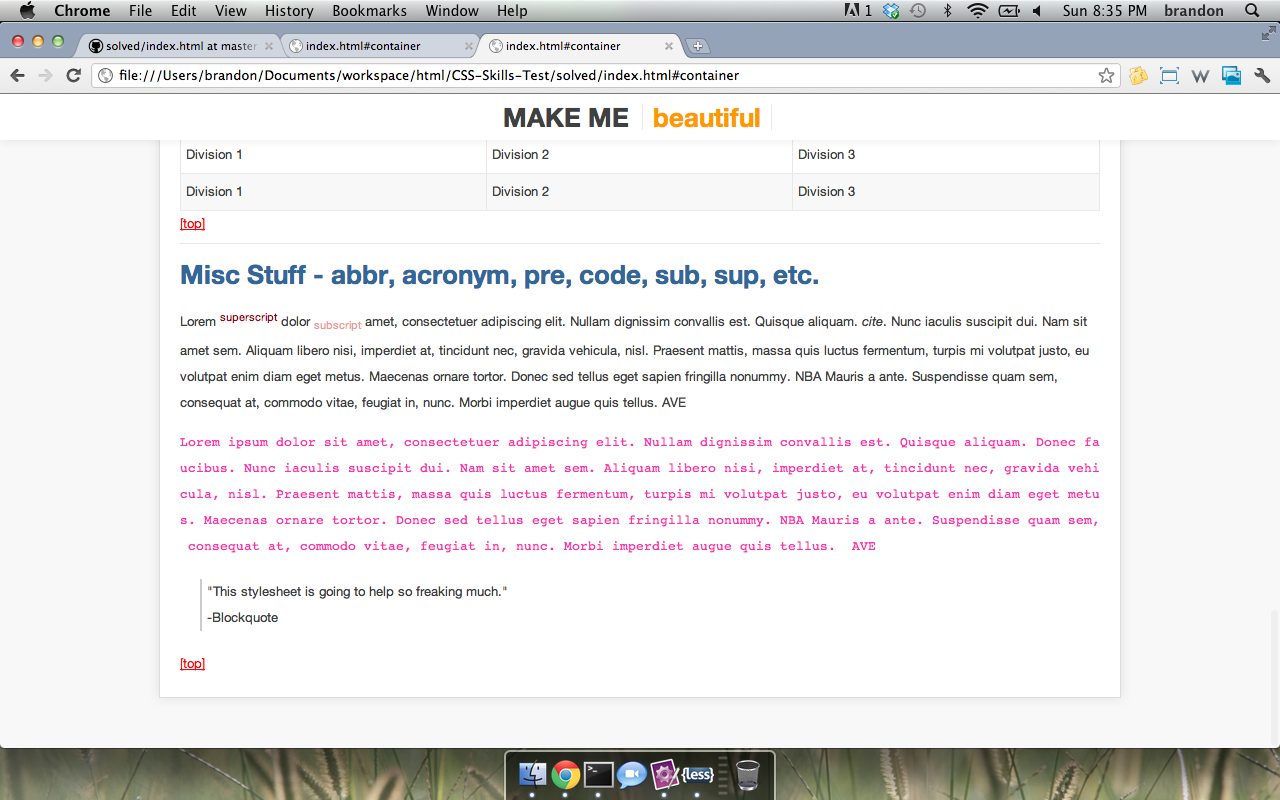 Chrome File Edit View History Bookmarks Window Help 1 Sun 8:35 PM brandon
solved/index.html at master index.html#container index.html#container
file:///Users/brandon/Documents/workspace/html/CSS-Skills-Test/solved/index.html#container W
MAKE ME beautiful
Division 1 Division 2 Division 3
Division 1 Division 2 Division 3
[top]
Misc Stuff - abbr, acronym, pre, code, sub, sup, etc.
Lorem superscript dolor subscript amet, consectetuer adipiscing elit. Nullam dignissim convallis est. Quisque aliquam. cite. Nunc iaculis suscipit dui. Nam sit
amet sem. Aliquam libero nisi, imperdiet at, tincidunt nec, gravida vehicula, nisl. Praesent mattis, massa quis luctus fermentum, turpis mi volutpat justo, eu
volutpat enim diam eget metus. Maecenas ornare tortor. Donec sed tellus eget sapien fringilla nonummy. NBA Mauris a ante. Suspendisse quam sem,
consequat at, commodo vitae, feugiat in, nunc. Morbi imperdiet augue quis tellus. AVE
Lorem ipsum dolor sit amet, consectetuer adipiscing elit. Nullam dignissim convallis est. Quisque aliquam. Donec fa
ucibus. Nunc iaculis suscipit dui. Nam sit amet sem. Aliquam libero nisi, imperdiet at, tincidunt nec, gravida vehi
cula, nisl. Praesent mattis, massa quis luctus fermentum, turpis mi volutpat justo, eu volutpat enim diam eget metu
s. Maecenas ornare tortor. Donec sed tellus eget sapien fringilla nonummy. NBA Mauris a ante. Suspendisse quam sem,
consequat at, commodo vitae, feugiat in, nunc. Morbi imperdiet augue quis tellus. AVE
"This stylesheet is going to help so freaking much."
-Blockquote
[top]
{less}